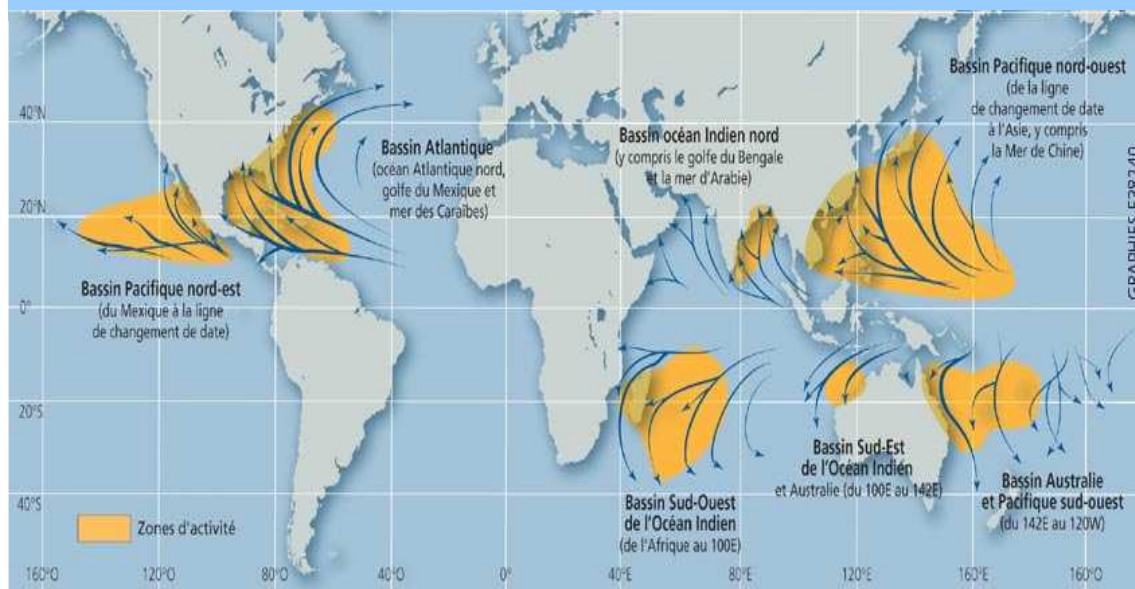 Bassin Pacifique nord-ouest
(de la ligne
de changement de date
à l'Asie, y compris
la Mer de Chine)
40°N
Bassin Atlantique
(océan Atlantique nord,
golfe du Mexique et
mer des Caraïbes)
Bassin océan Indien nord
(y compris le golfe du Bengale
et la mer d'Arabie)
20°N
Bassin Pacifique nord-est
(du Mexique à la ligne
de changement de date)
0°
20°S
Bassin Sud-Est
de l'Océan Indien
et Australie (du 100E au 142E)
Bassin Australie
et Pacifique sud-ouest
(du 142E au 120W)
Bassin Sud-Ouest
de l'Océan Indien
(de l'Afrique au 100E)
40°S
Zones d'activité
160°O
120°O
80°O
40°O
0°
40°E
80°E
120°E
160°E
160°O